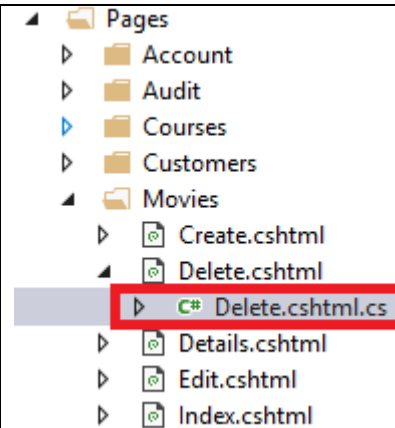 Pages
Account
Audit
Courses
Customers
Movies
Create.cshtml
Delete.cshtml
C# Delete.cshtml.cs
Details.cshtml
Edit.cshtml
Index.cshtml